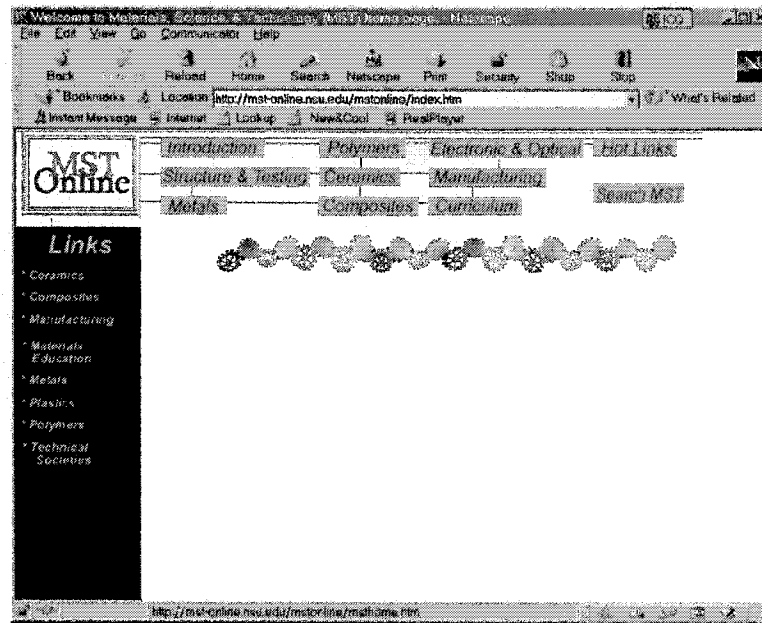 Welcome to Materials, Science, & Technology (MST) home page. - Netscape
ICQ
File Edit View Go Communicator Help
Back Reload Home Search Netscape Print Security Shop Stop
N
Bookmarks Location: http://mst-online.nsu.edu/mstonline/index.htm What's Related
Instant Message Internet Lookup New&Cool RealPlayer
MST
Online
Introduction Polymers Electronic & Optical Hot Links
Structure & Testing Ceramics Manufacturing
Search MST
Metals Composites Curriculum
Links
* Ceramics
* Composites
* Manufacturing
* Materials
Education
* Metals
* Plastics
* Polymers
* Technical
Societies
http://mst-online.nsu.edu/mstonline/msthome.htm